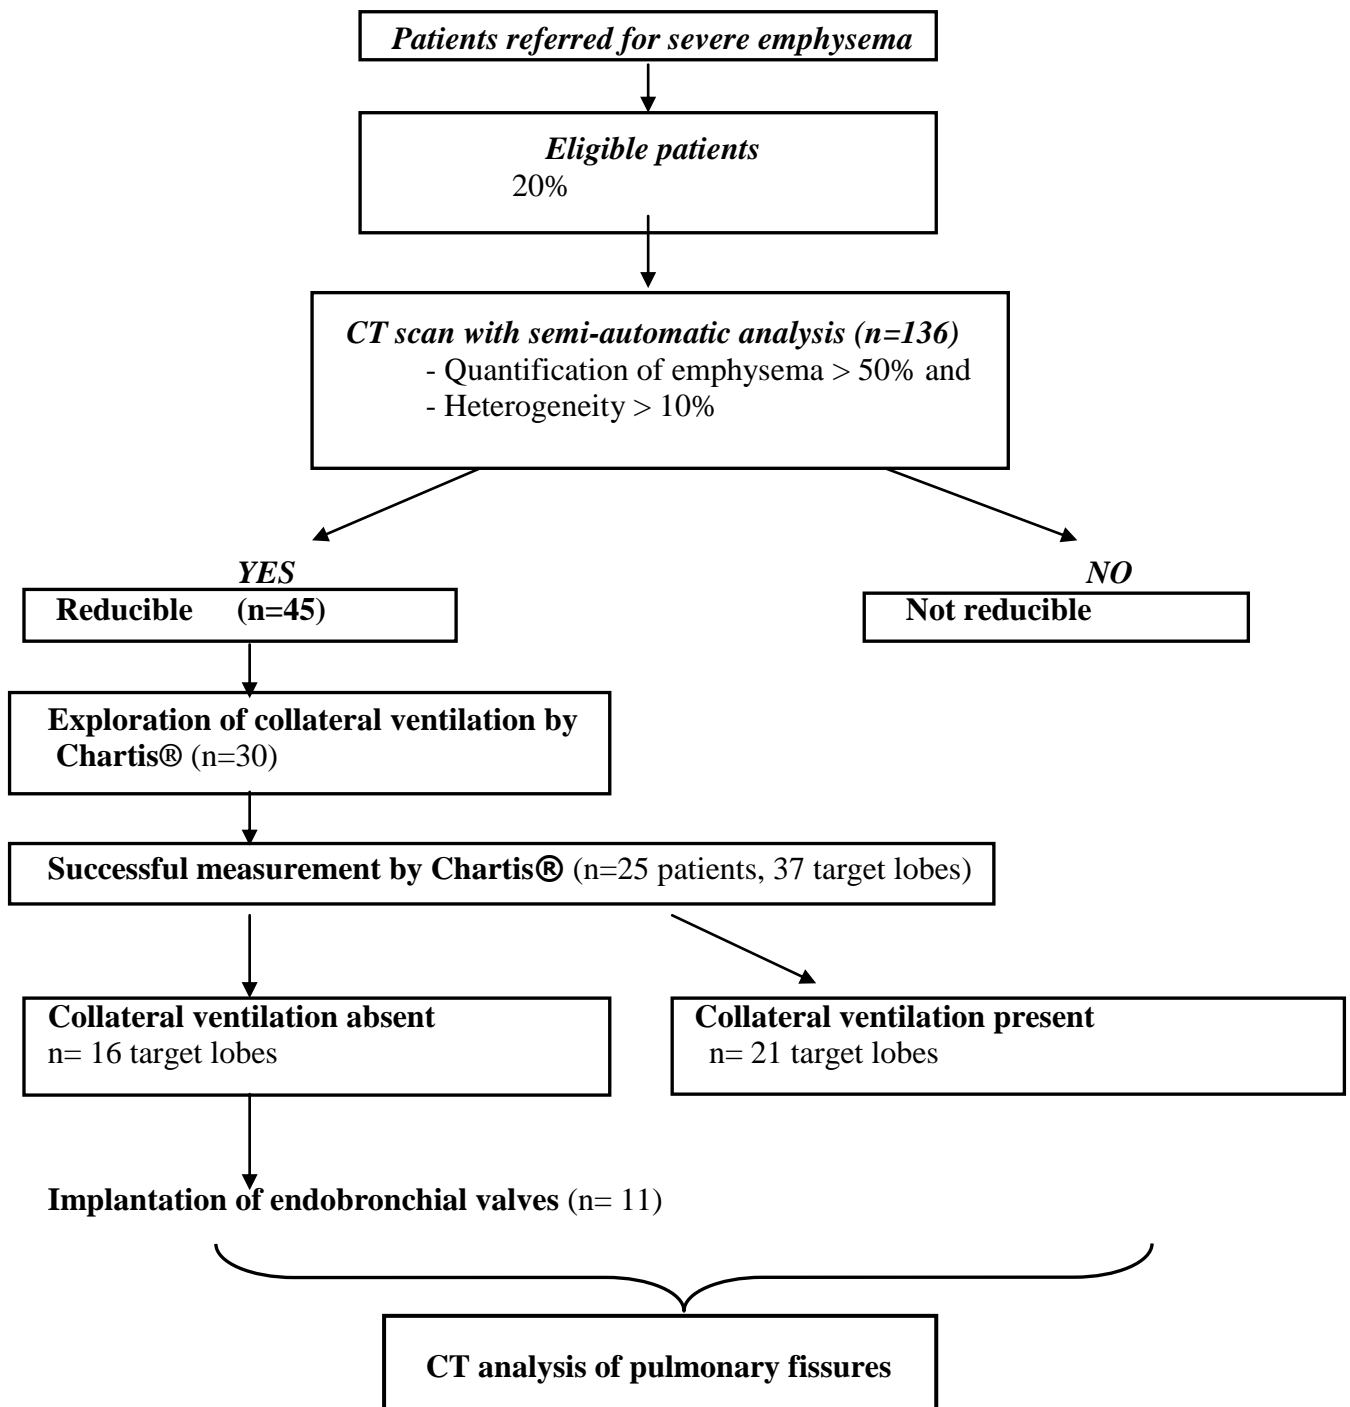 Patients referred for severe emphysema
Eligible patients
20%
CT scan with semi-automatic analysis (n=136)
- Quantification of emphysema > 50% and
- Heterogeneity > 10%
YES
NO
Reducible (n=45)
Not reducible
Exploration of collateral ventilation by
Chartis® (n=30)
Successful measurement by Chartis® (n=25 patients, 37 target lobes)
Collateral ventilation absent
n= 16 target lobes
Collateral ventilation present
n= 21 target lobes
Implantation of endobronchial valves (n= 11)
CT analysis of pulmonary fissures